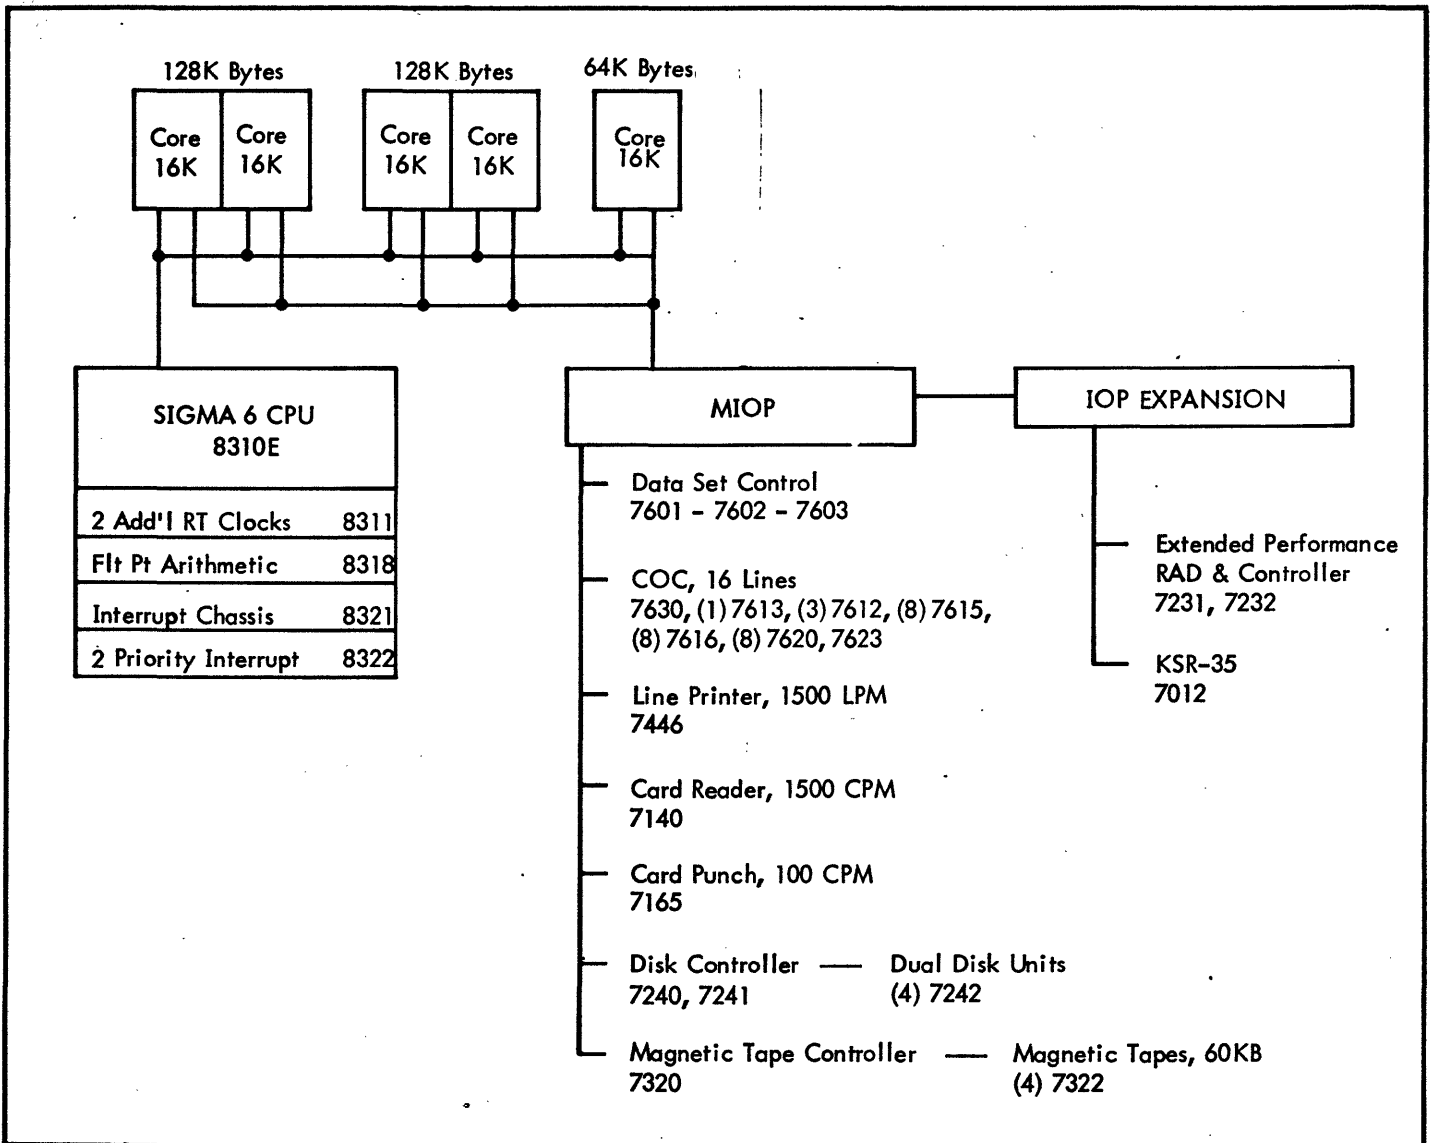 128K Bytes
128K Bytes
64K Bytes
Core
16K
Core
16K
Core
16K
Core
16K
Core
16K
SIGMA 6 CPU
8310E
2 Add'l RT Clocks 8311
Flt Pt Arithmetic 8318
Interrupt Chassis 8321
2 Priority Interrupt 8322
MIOP
IOP EXPANSION
Data Set Control
7601 - 7602 - 7603
COC, 16 Lines
7630, (1) 7613, (3) 7612, (8) 7615,
(8) 7616, (8) 7620, 7623
Line Printer, 1500 LPM
7446
Card Reader, 1500 CPM
7140
Card Punch, 100 CPM
7165
Disk Controller
7240, 7241
Dual Disk Units
(4) 7242
Magnetic Tape Controller
7320
Magnetic Tapes, 60KB
(4) 7322
Extended Performance
RAD & Controller
7231, 7232
KSR-35
7012